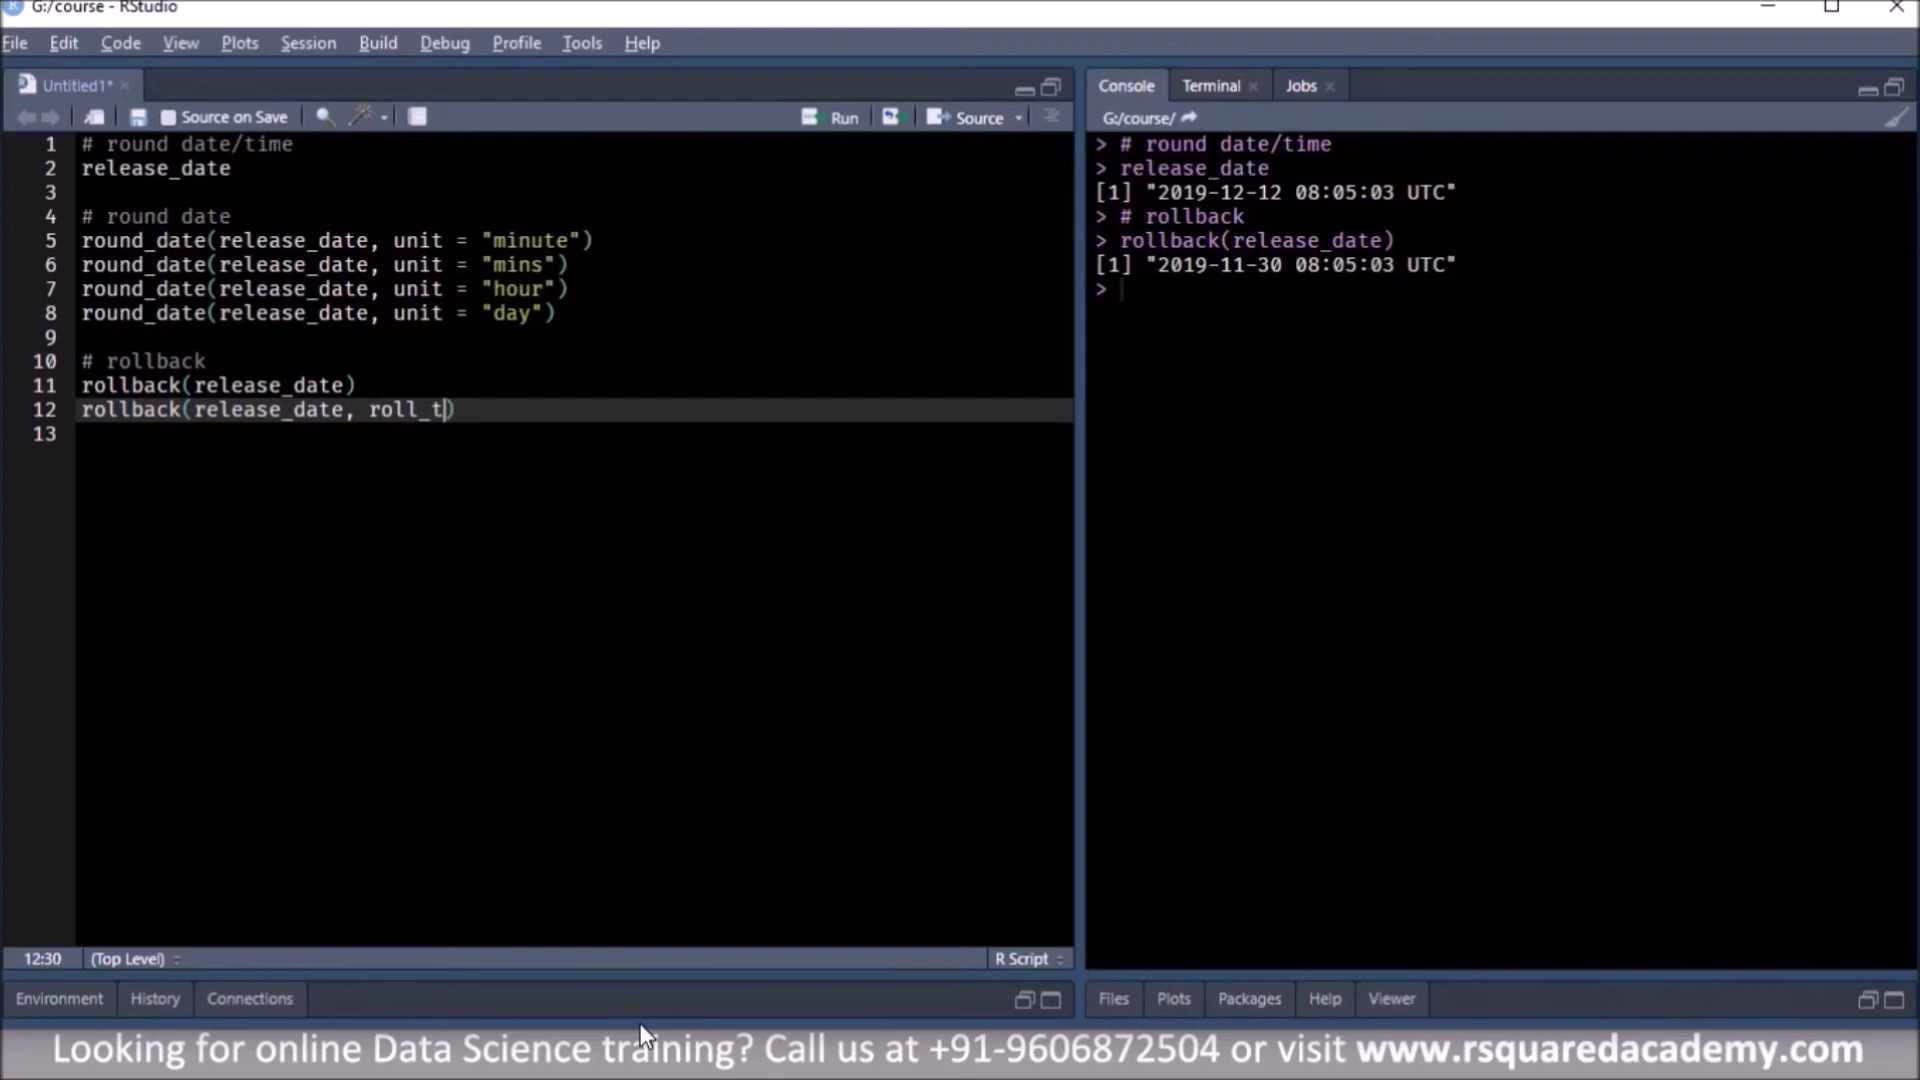 G:/course - RStudio
File Edit Code View Plots Session Build Debug Profile Tools Help
Untitled1*
Source on Save Run Source
1 # round date/time
2 release_date
3
4 # round date
5 round_date(release_date, unit = "minute")
6 round_date(release_date, unit = "mins")
7 round_date(release_date, unit = "hour")
8 round_date(release_date, unit = "day")
9
10 # rollback
11 rollback(release_date)
12 rollback(release_date, roll_t)
13
12:30 (Top Level) R Script
Environment History Connections
Console Terminal Jobs
G:/course/
> # round date/time
> release_date
[1] "2019-12-12 08:05:03 UTC"
> # rollback
> rollback(release_date)
[1] "2019-11-30 08:05:03 UTC"
>
Files Plots Packages Help Viewer
Looking for online Data Science training? Call us at +91-9606872504 or visit www.rsquaredacademy.com